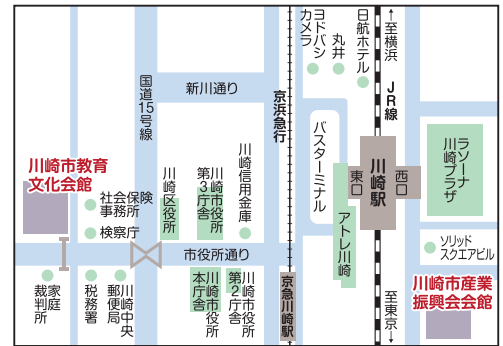 ヨドバシ
カメラ
丸井
日航ホテル
←至横浜
JR線
国道15号線
新川通り
京浜急行
バスターミナル
川崎駅
東口
西口
ラゾーナ
川崎プラザ
アトレ川崎
川崎市教育
文化会館
社会保険
事務所
検察庁
川崎区役所
川崎市役所
第3庁舎
川崎信用金庫
市役所通り
ソリッド
スクエアビル
家庭
裁判所
税務署
川崎中央
郵便局
川崎市役所
本庁舎
川崎市役所
第2庁舎
京急川崎駅
至東京→
川崎市産業
振興会会館